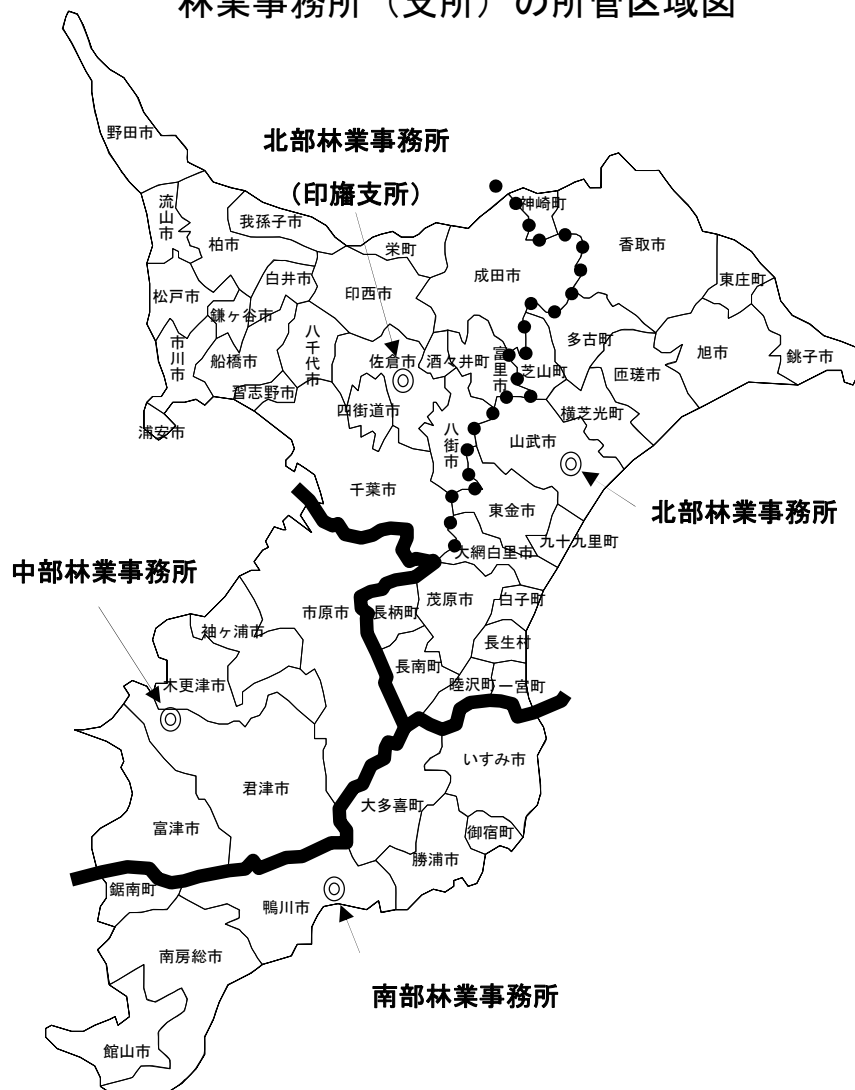 林業事務所（支所）の所管区域図
野田市
北部林業事務所
（印旛支所）
流山市
柏市
我孫子市
栄町
神崎町
香取市
東庄町
成田市
松戸市
白井市
印西市
鎌ヶ谷市
市川市
船橋市
八千代市
佐倉市
酒々井町
富里市
芝山町
多古町
匝瑳市
旭市
銚子市
習志野市
四街道市
浦安市
八街市
山武市
横芝光町
千葉市
東金市
北部林業事務所
九十九里町
大網白里市
中部林業事務所
市原市
長柄町
茂原市
白子町
袖ヶ浦市
長生村
長南町
木更津市
睦沢町
一宮町
いすみ市
君津市
大多喜町
富津市
御宿町
勝浦市
鋸南町
鴨川市
南房総市
南部林業事務所
館山市